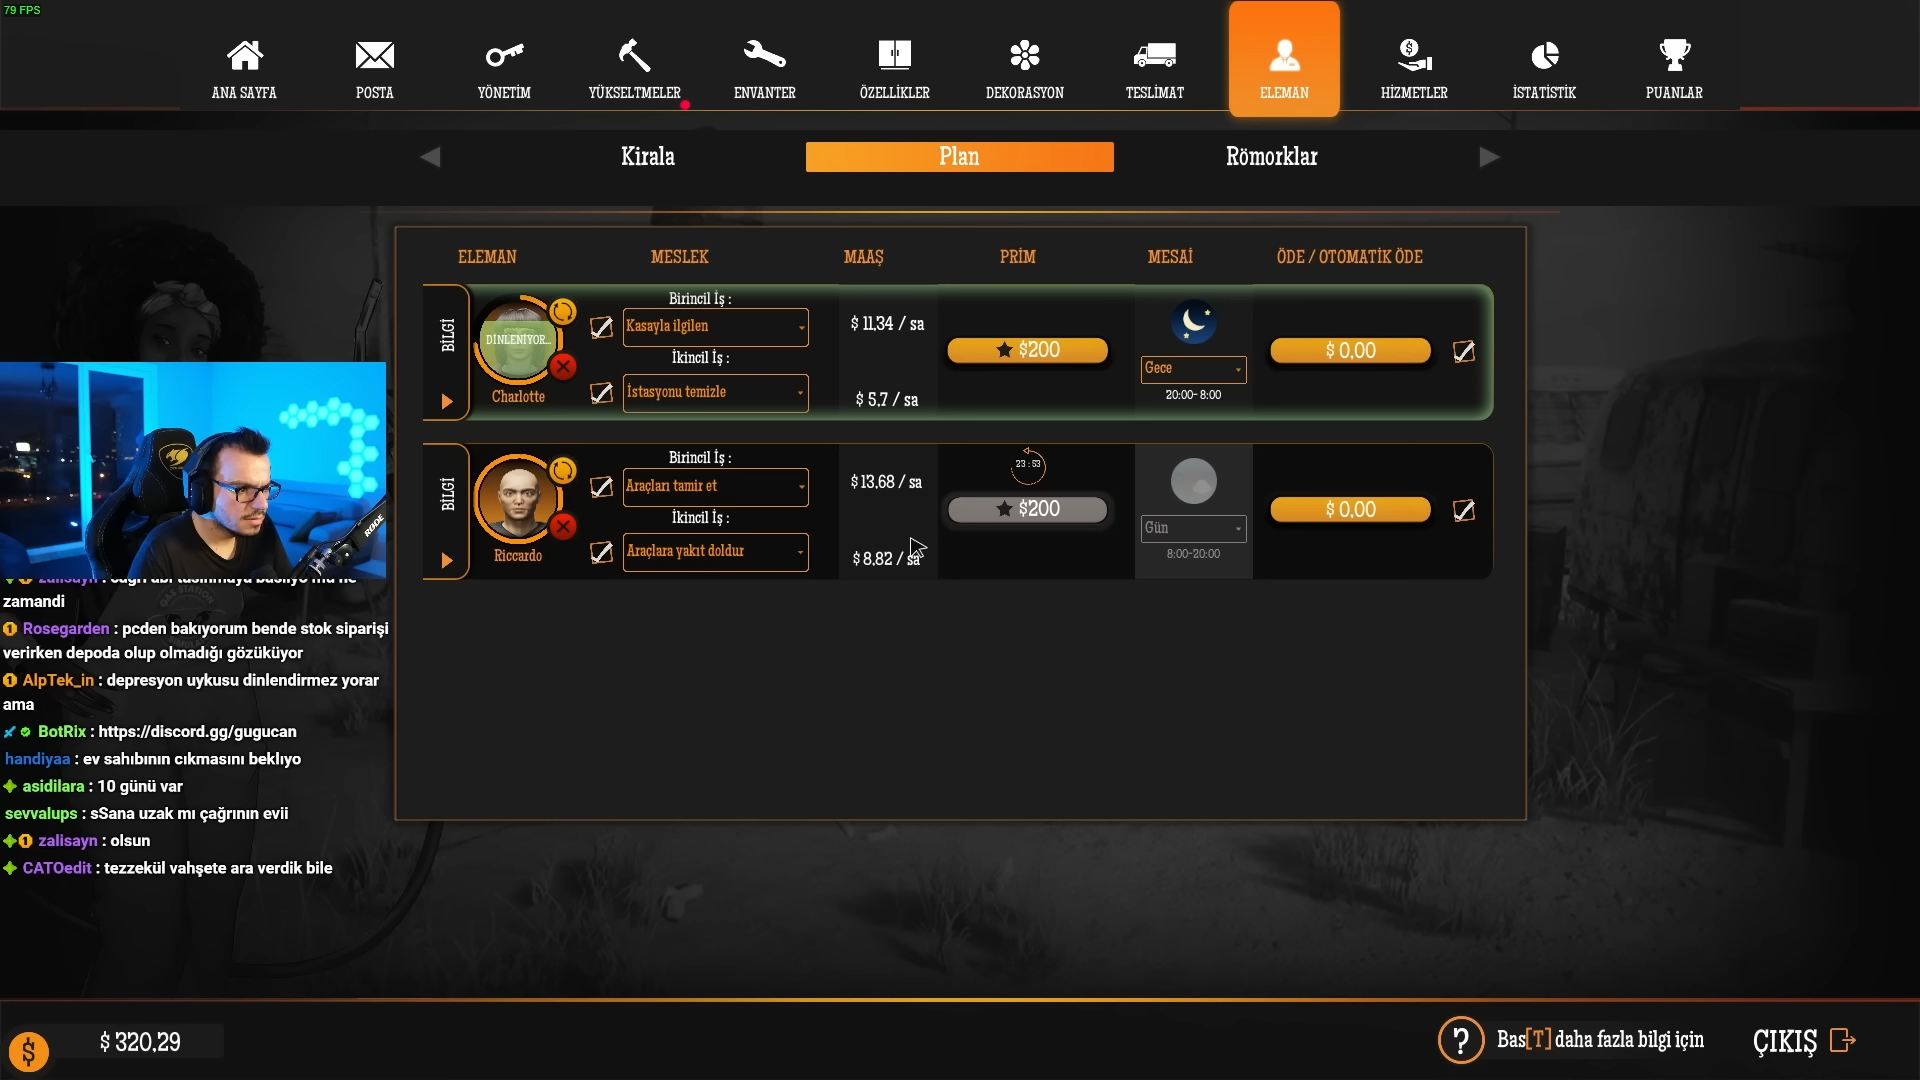 79 FPS
ANA SAYFA
POSTA
YÖNETİM
YÜKSELTMELER
ENVANTER
ÖZELLİKLER
DEKORASYON
TESLİMAT
ELEMAN
HİZMETLER
İSTATİSTİK
PUANLAR
Kirala
Plan
Römorklar
ELEMAN
MESLEK
MAAŞ
PRİM
MESAİ
ÖDE / OTOMATİK ÖDE
BİLGİ
DİNLENİYOR...
Charlotte
Birincil İş :
Kasayla ilgilen
İkincil İş :
İstasyonu temizle
$ 11,34 / sa
$ 5,7 / sa
$200
Gece
20:00-8:00
$ 0,00
BİLGİ
Riccardo
Birincil İş :
Araçları tamir et
İkincil İş :
Araçlara yakıt doldur
$ 13,68 / sa
$ 8,82 / sa
23:53
$200
Gün
8:00-20:00
$ 0,00
RODE
GAS STATION
zamandi
Rosegarden : pcden bakıyorum bende stok siparişi
verirken depoda olup olmadığı gözüküyor
AlpTek_in : depresyon uykusu dinlendirmez yorar
ama
BotRix : https://discord.gg/gugucan
handiyaa : ev sahıbının cıkmasını beklıyo
asidilara : 10 günü var
sevvalups : sSana uzak mı çağrının evii
zalisayn : olsun
CATOedit : tezzekül vahşete ara verdik bile
$ 320,29
? Bas[T] daha fazla bilgi için
ÇIKIŞ